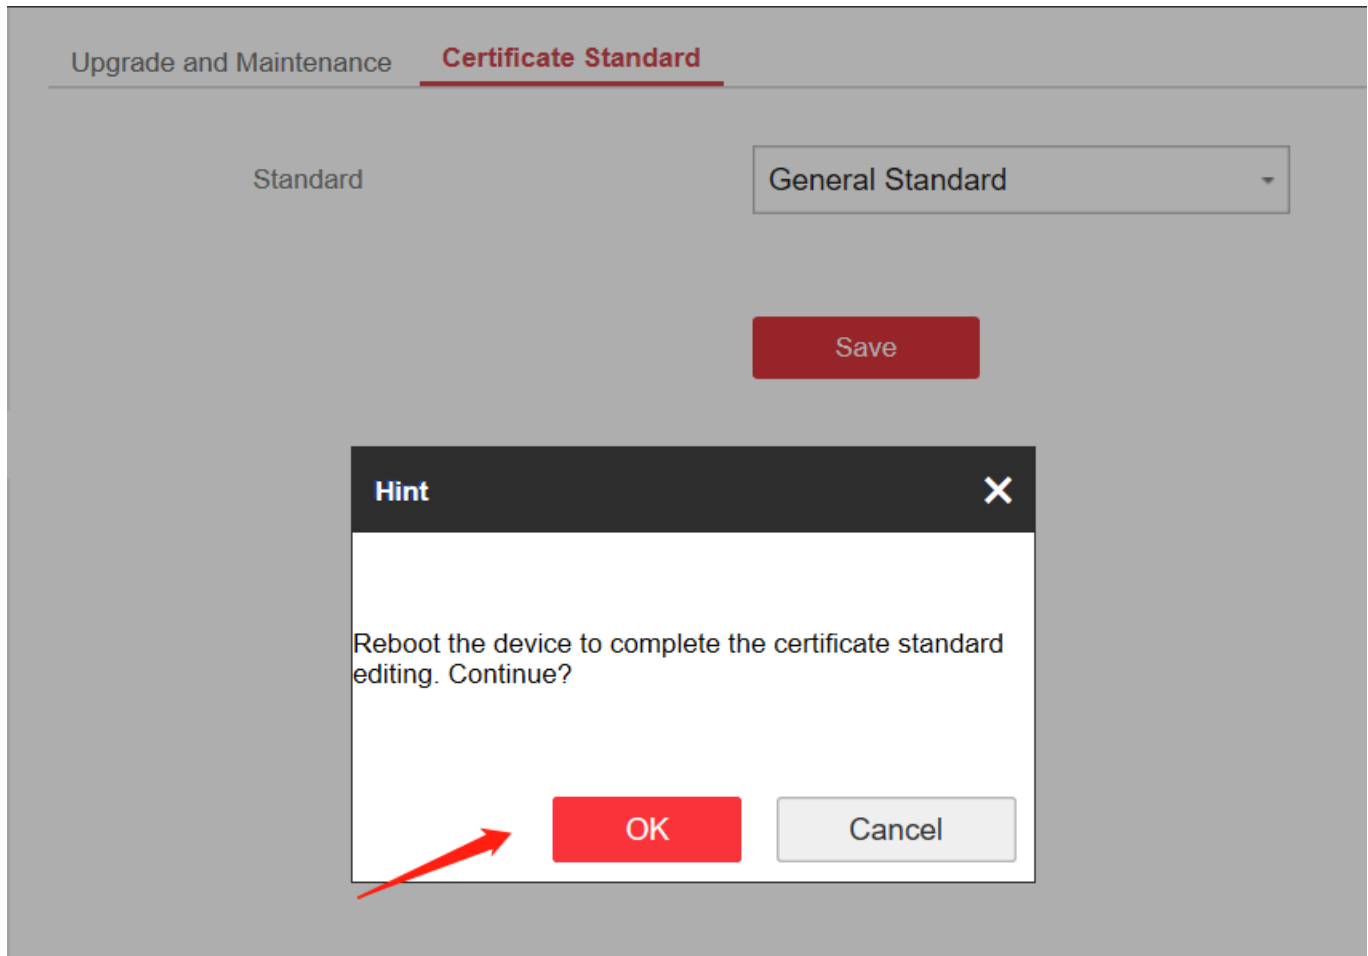 Upgrade and Maintenance Certificate Standard
Standard General Standard
Save
Hint
Reboot the device to complete the certificate standard
editing. Continue?
OK Cancel